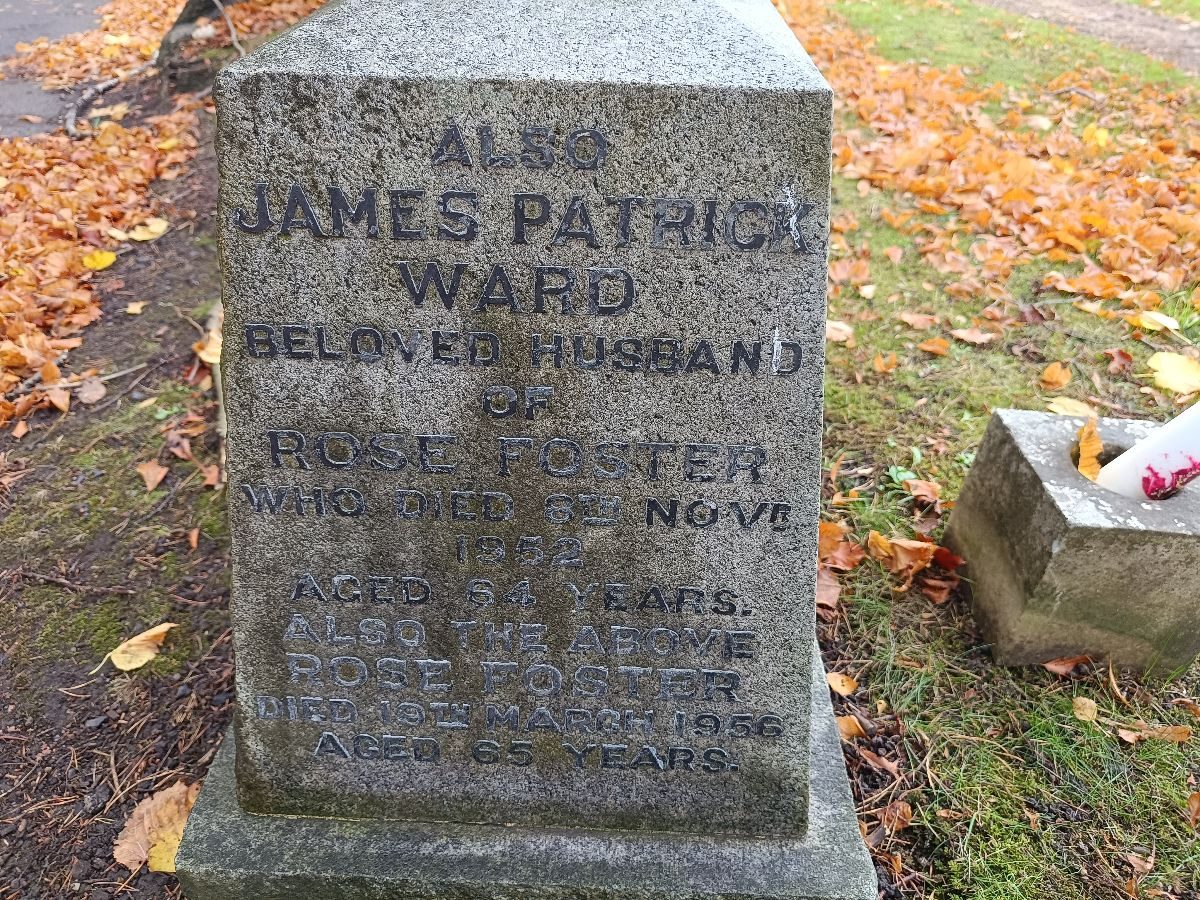 ALSO
JAMES PATRICK
WARD
BELOVED HUSBAND
OF
ROSE FOSTER
WHO DIED 6TH NOVR
1952
AGED 64 YEARS.
ALSO THE ABOVE
ROSE FOSTER
DIED 19TH MARCH 1956
AGED 65 YEARS.